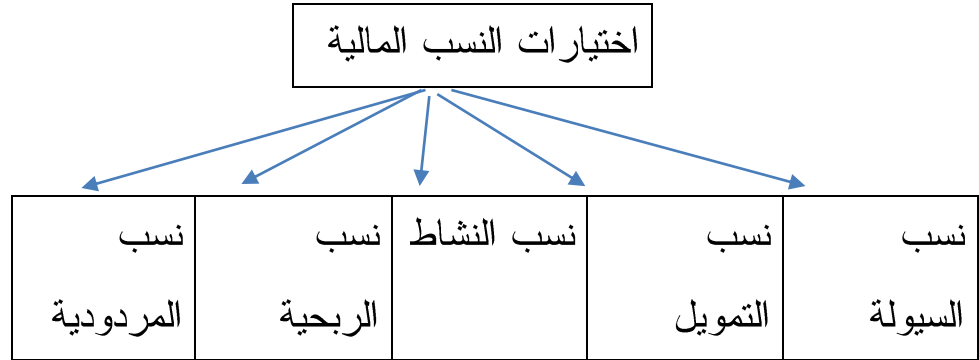 اختيارات النسب المالية
نسب
السيولة
نسب
التمويل
نسب النشاط
نسب
الربحية
نسب
المردودية